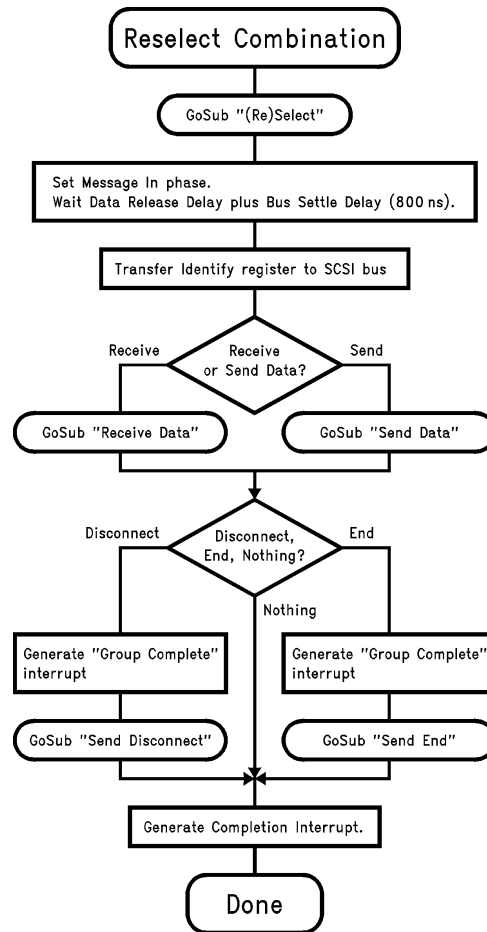 Reselect Combination
GoSub "(Re)Select"
Set Message In phase.
Wait Data Release Delay plus Bus Settle Delay (800 ns).
Transfer Identify register to SCSI bus
Receive
Receive
or Send Data?
Send
GoSub "Receive Data"
GoSub "Send Data"
Disconnect
Disconnect,
End, Nothing?
End
Nothing
Generate "Group Complete"
interrupt
Generate "Group Complete"
interrupt
GoSub "Send Disconnect"
GoSub "Send End"
Generate Completion Interrupt.
Done